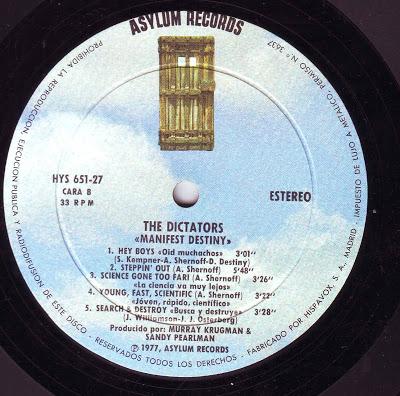 ASYLUM RECORDS
PROHIBIDA LA REPRODUCCION, EJECUCION PUBLICA Y RADIODIFUSION DE ESTE DISCO - RESERVADOS TODOS LOS DERECHOS - FABRICADO POR HISPAVOX, S. A., MADRID - IMPUESTO DE LUJO A METALICO, PERMISO N.º 3637
HYS 651-27
CARA B
33 RPM
ESTEREO
THE DICTATORS
«MANIFEST DESTINY»
1. HEY BOYS «Oid muchachos» 3'01"
(S. Kempner-A. Shernoff-D. Destiny)
2. STEPPIN' OUT (A. Shernoff) 5'48"
3. SCIENCE GONE TOO FAR! (A. Shernoff) 3'26"
«La ciencia va muy lejos»
4. YOUNG, FAST, SCIENTIFIC (A. Shernoff) 3'22"
«Jóven, rápido, científico»
5. SEARCH & DESTROY «Busca y destruye» 3'28"
(J. Williamson-J. J. Osterberg)
Producido por: MURRAY KRUGMAN &
SANDY PEARLMAN
℗ 1977, ASYLUM RECORDS